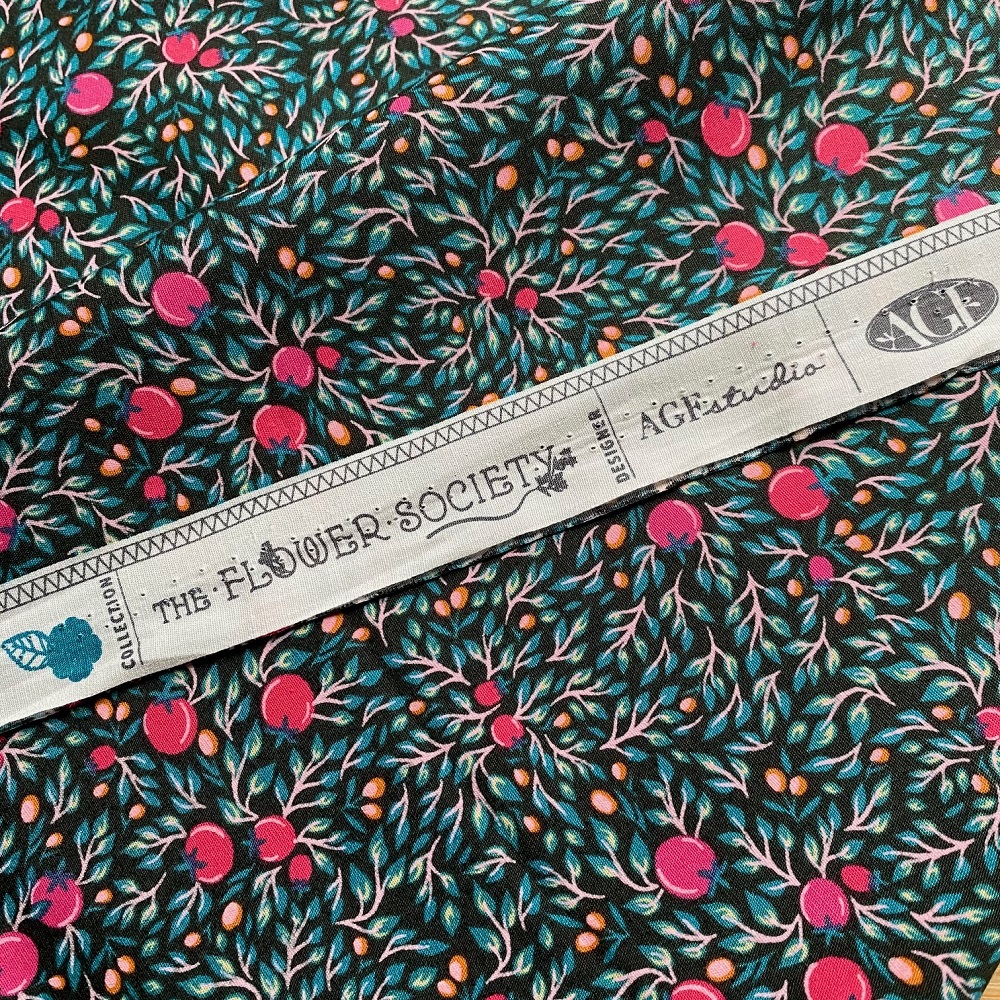 COLLECTION
THE·FLOWER·SOCIETY
DESIGNER
AGFstudio
AGF